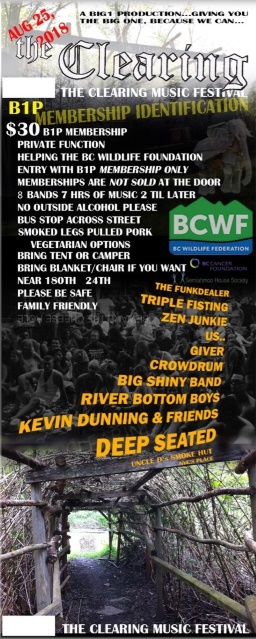 A BIG1 PRODUCTION...GIVING YOU
THE BIG ONE, BECAUSE WE CAN...
AUG 25,
2018
the Clearing
THE CLEARING MUSIC FESTIVAL
B1P
MEMBERSHIP IDENTIFICATION
$30 B1P MEMBERSHIP
PRIVATE FUNCTION
HELPING THE BC WILDLIFE FOUNDATION
ENTRY WITH B1P MEMBERSHIP ONLY
MEMBERSHIPS ARE NOT SOLD AT THE DOOR
8 BANDS 7 HRS OF MUSIC 2 TIL LATER
NO OUTSIDE ALCOHOL PLEASE
BUS STOP ACROSS STREET
SMOKED LEGS PULLED PORK
VEGETARIAN OPTIONS
BRING TENT OR CAMPER
BRING BLANKET/CHAIR IF YOU WANT
NEAR 180TH 24TH
PLEASE BE SAFE
FAMILY FRIENDLY
BCWF
BC WILDLIFE FEDERATION
BC CANCER
FOUNDATION
Semiahmoo House Society
THE FUNKDEALER
TRIPLE FISTING
ZEN JUNKIE
US..
GIVER
CROWDRUM
BIG SHINY BAND
RIVER BOTTOM BOYS
KEVIN DUNNING & FRIENDS
DEEP SEATED
UNCLE D's SMOKE HUT
THE CLEARING MUSIC FESTIVAL